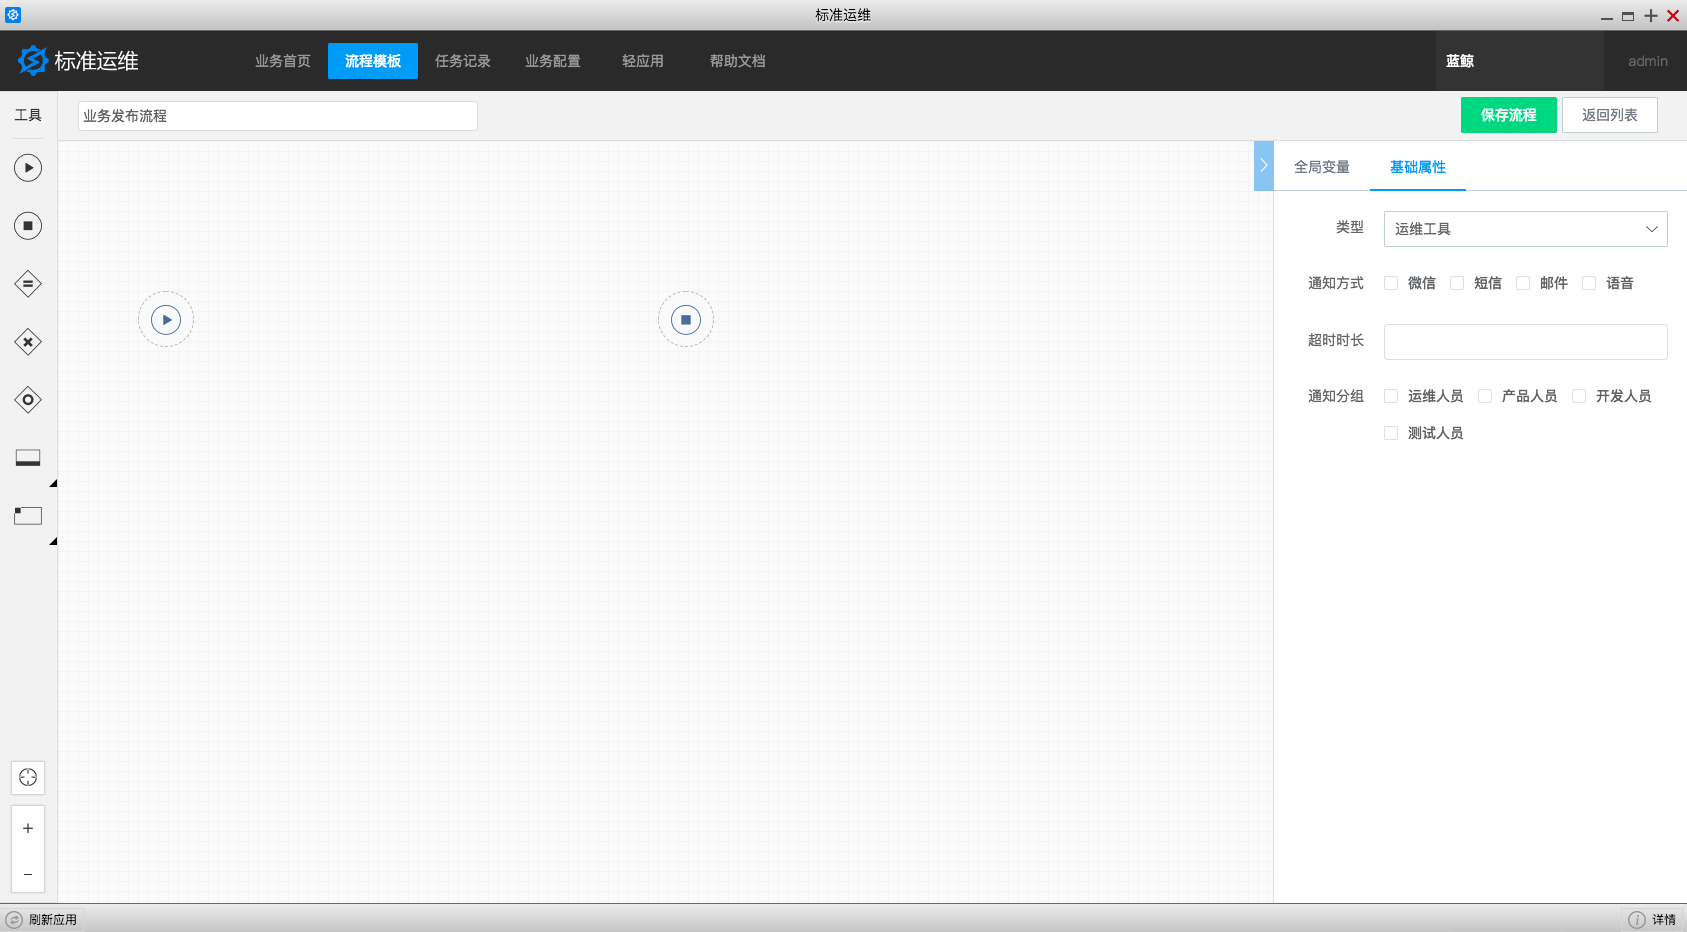 标准运维
标准运维 业务首页 流程模板 任务记录 业务配置 轻应用 帮助文档 蓝鲸 admin
工具 业务发布流程 保存流程 返回列表
全局变量 基础属性
类型 运维工具
通知方式 微信 短信 邮件 语音
超时时长
通知分组 运维人员 产品人员 开发人员
测试人员
刷新应用 详情